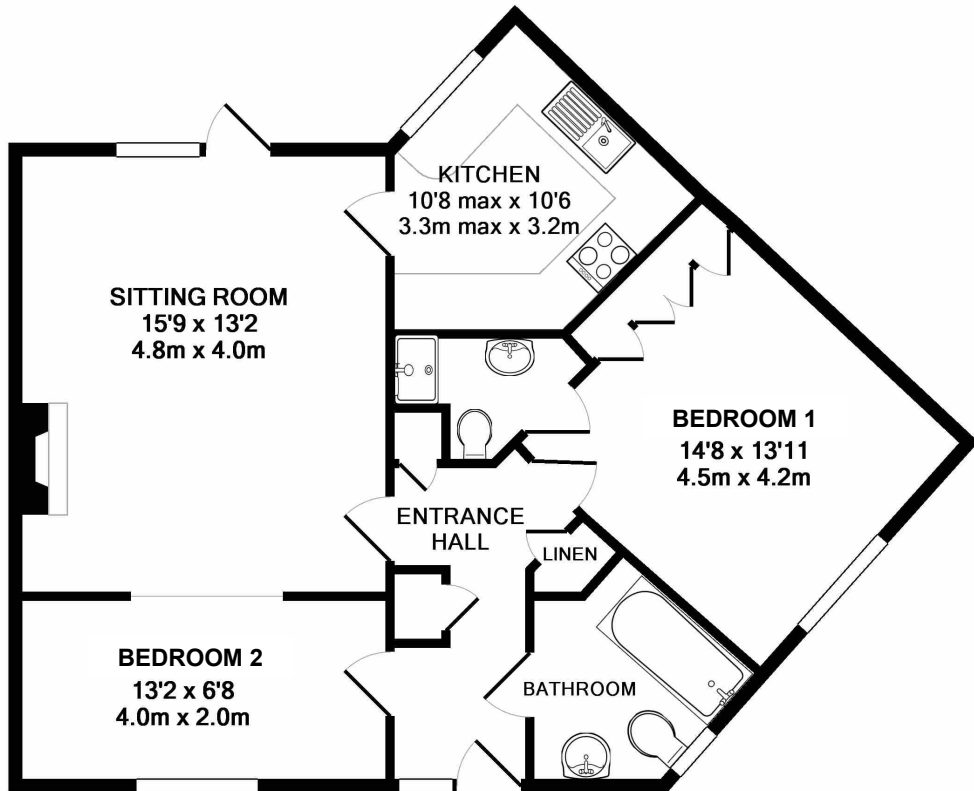 KITCHEN
10'8 max x 10'6
3.3m max x 3.2m
SITTING ROOM
15'9 x 13'2
4.8m x 4.0m
BEDROOM 1
14'8 x 13'11
4.5m x 4.2m
ENTRANCE
HALL
LINEN
BEDROOM 2
13'2 x 6'8
4.0m x 2.0m
BATHROOM